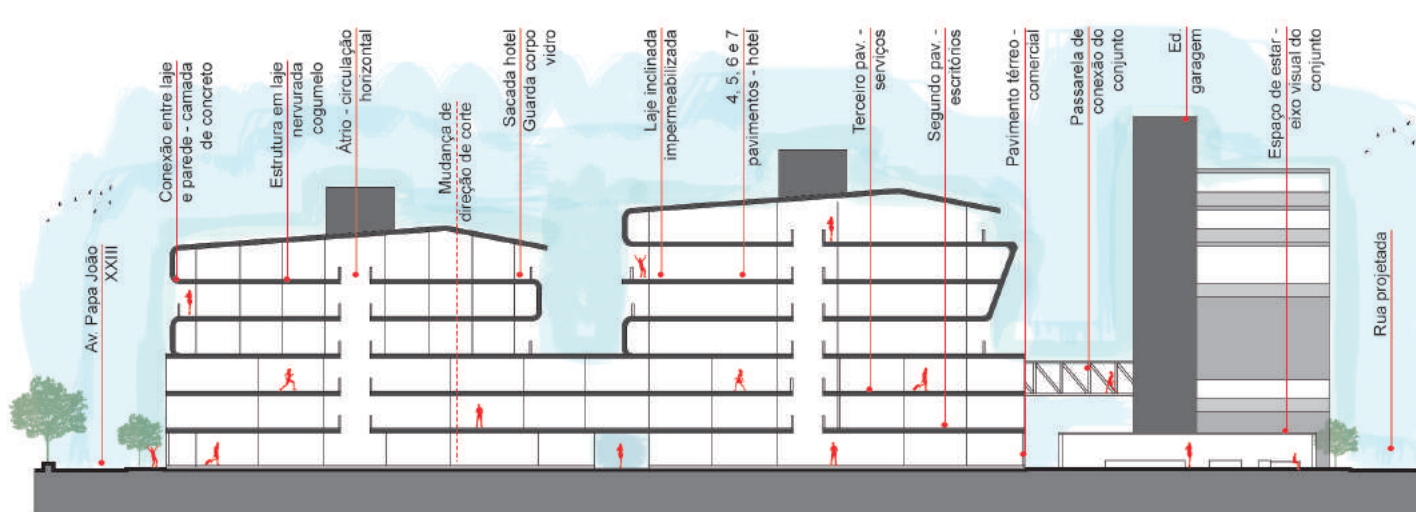 Av. Papa João
XXIII
Conexão entre laje
e parede - camada
de concreto
Estrutura em laje
nervurada
cogumelo
Átrio - circulação
horizontal
Mudança de
direção de corte
Sacada hotel
Guarda corpo
vidro
Laje inclinada
impermeabilizada
4, 5, 6 e 7
pavimentos - hotel
Terceiro pav. -
serviços
Segundo pav. -
escritórios
Pavimento térreo -
comercial
Passarela de
conexão do
conjunto
Ed.
garagem
Espaço de estar -
eixo visual do
conjunto
Rua projetada